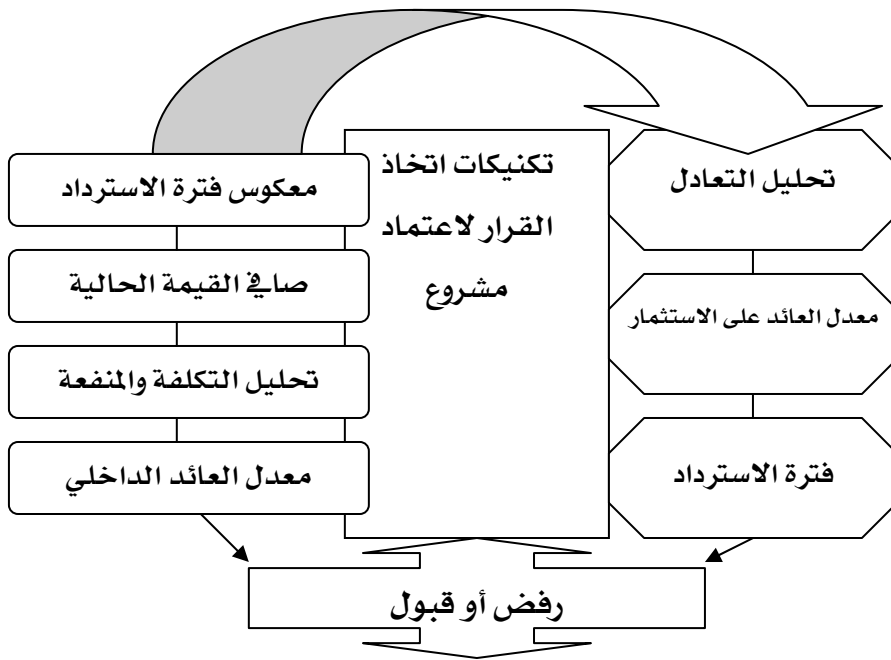 تكنيكات اتخاذ
القرار لاعتماد
مشروع
تحليل التعادل
معدل العائد على الاستثمار
فترة الاسترداد
معكوس فترة الاسترداد
صافي القيمة الحالية
تحليل التكلفة والمنفعة
معدل العائد الداخلي
رفض أو قبول